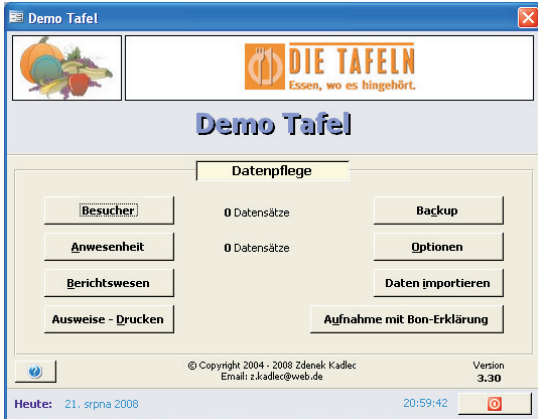 Demo Tafel
DIE TAFELN
Essen, wo es hingehört.
Demo Tafel
Datenpflege
Besucher
0 Datensätze
Backup
Anwesenheit
0 Datensätze
Optionen
Berichtswesen
Daten importieren
Ausweise - Drucken
Aufnahme mit Bon-Erklärung
© Copyright 2004 - 2008 Zdenek Kadlec
Email: z.kadlec@web.de
Version
3.30
Heute: 21. srpna 2008
20:59:42